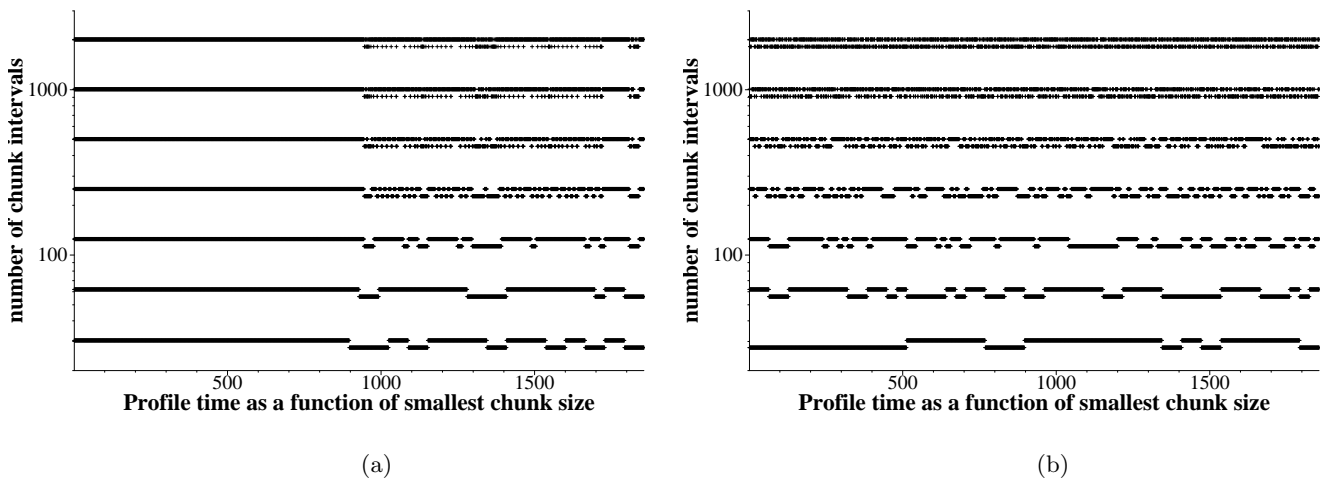 number of chunk intervals
1000
100
500
1000
1500
Profile time as a function of smallest chunk size
(a)
number of chunk intervals
1000
100
500
1000
1500
Profile time as a function of smallest chunk size
(b)